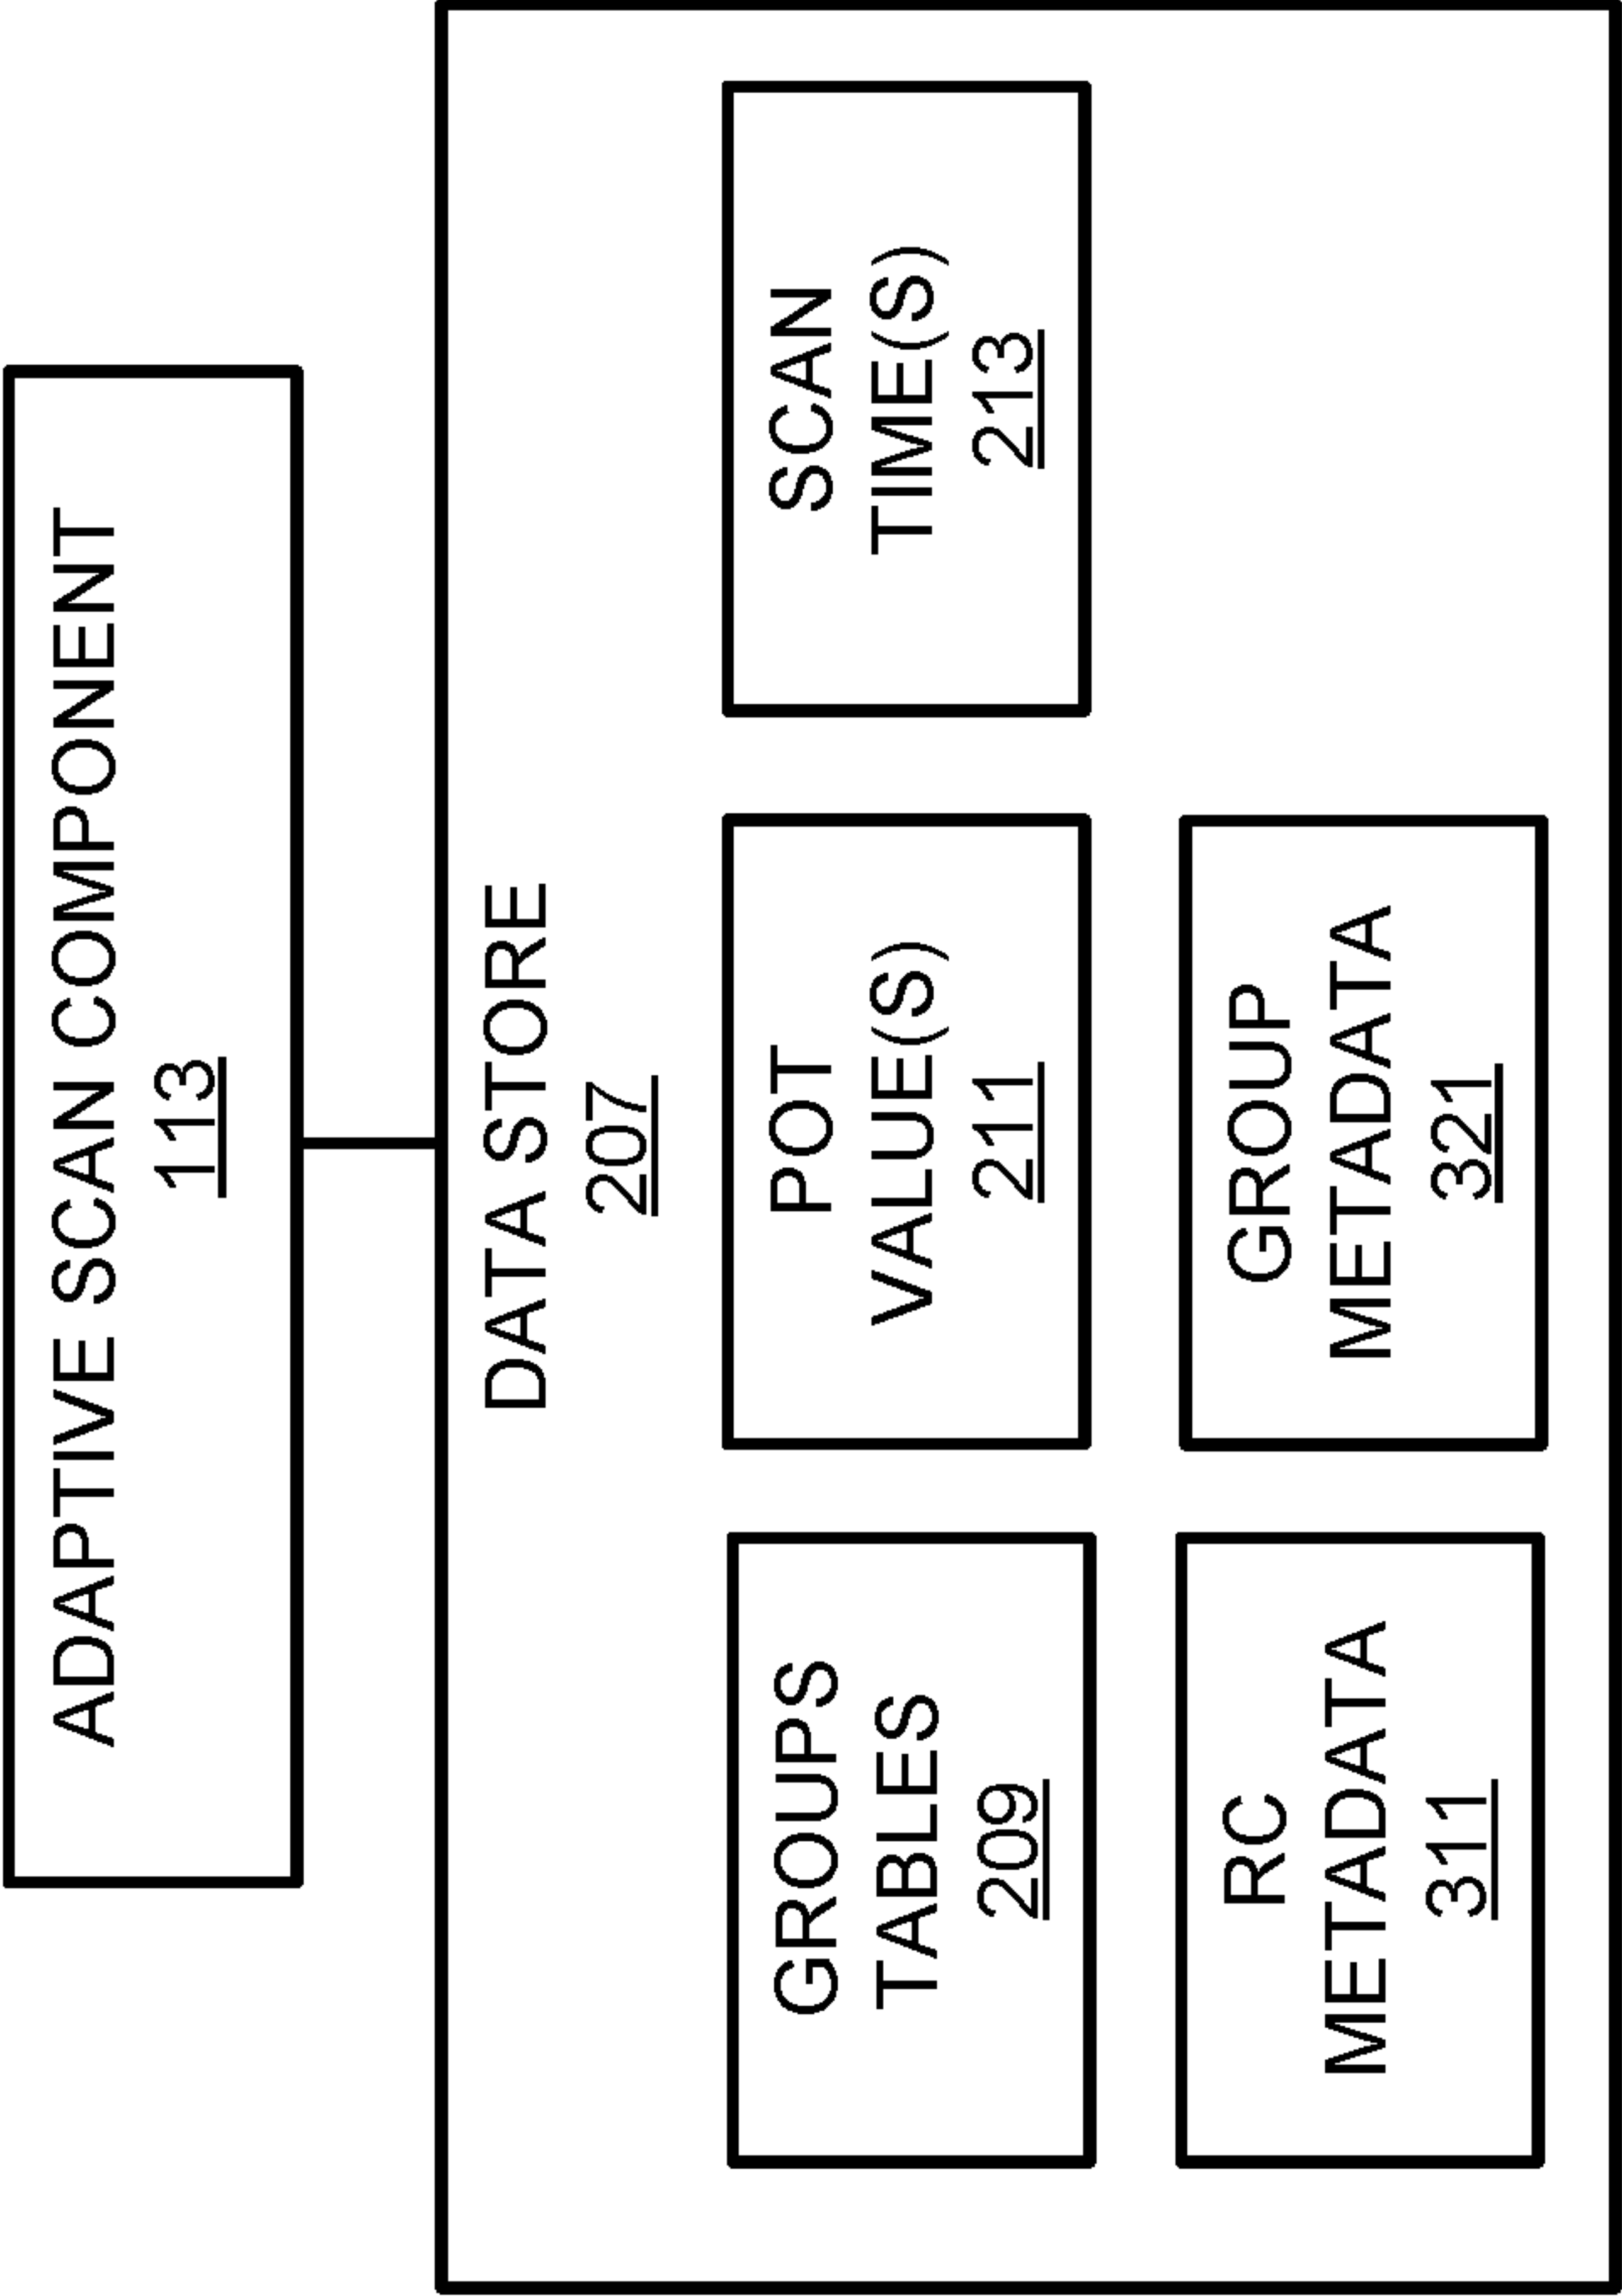 ADAPTIVE SCAN COMPONENT
113
DATA STORE
207
GROUPS
TABLES
209
POT
VALUE(S)
211
SCAN
TIME(S)
213
RC
METADATA
311
GROUP
METADATA
321